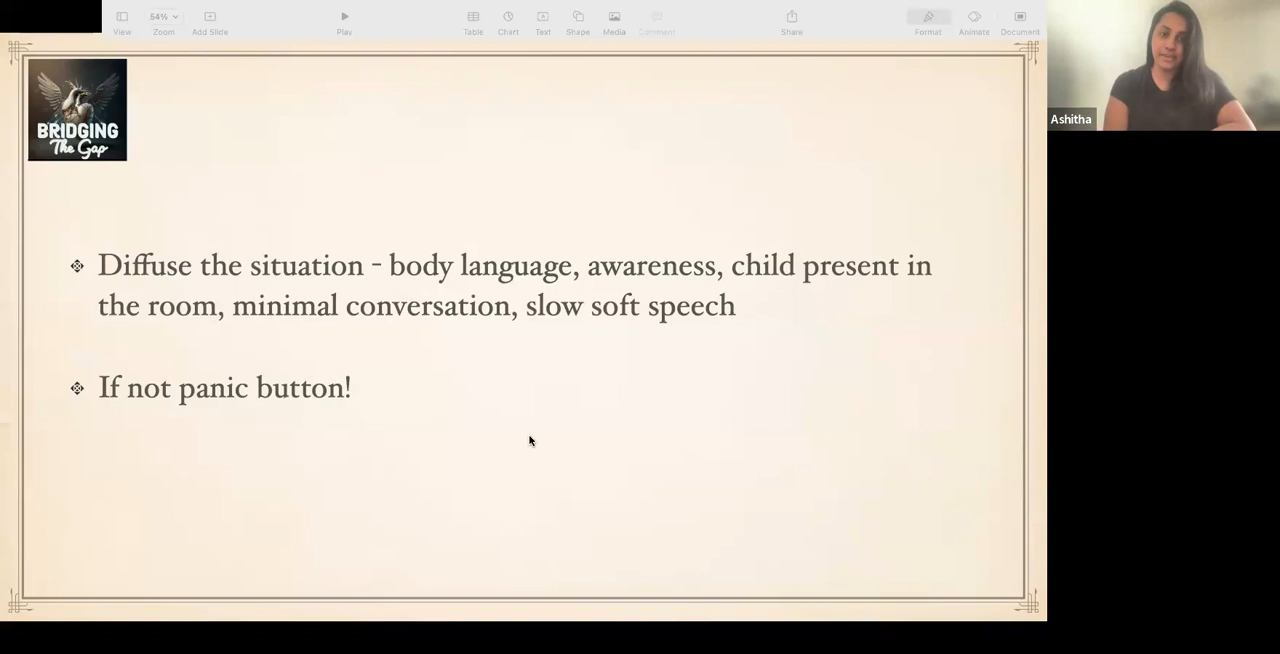 54%
View
Zoom
Add Slide
Play
Table
Chart
Text
Shape
Media
Comment
Share
Format
Animate
Document
BRIDGING
The Gap
Ashitha
Diffuse the situation - body language, awareness, child present in
the room, minimal conversation, slow soft speech
If not panic button!